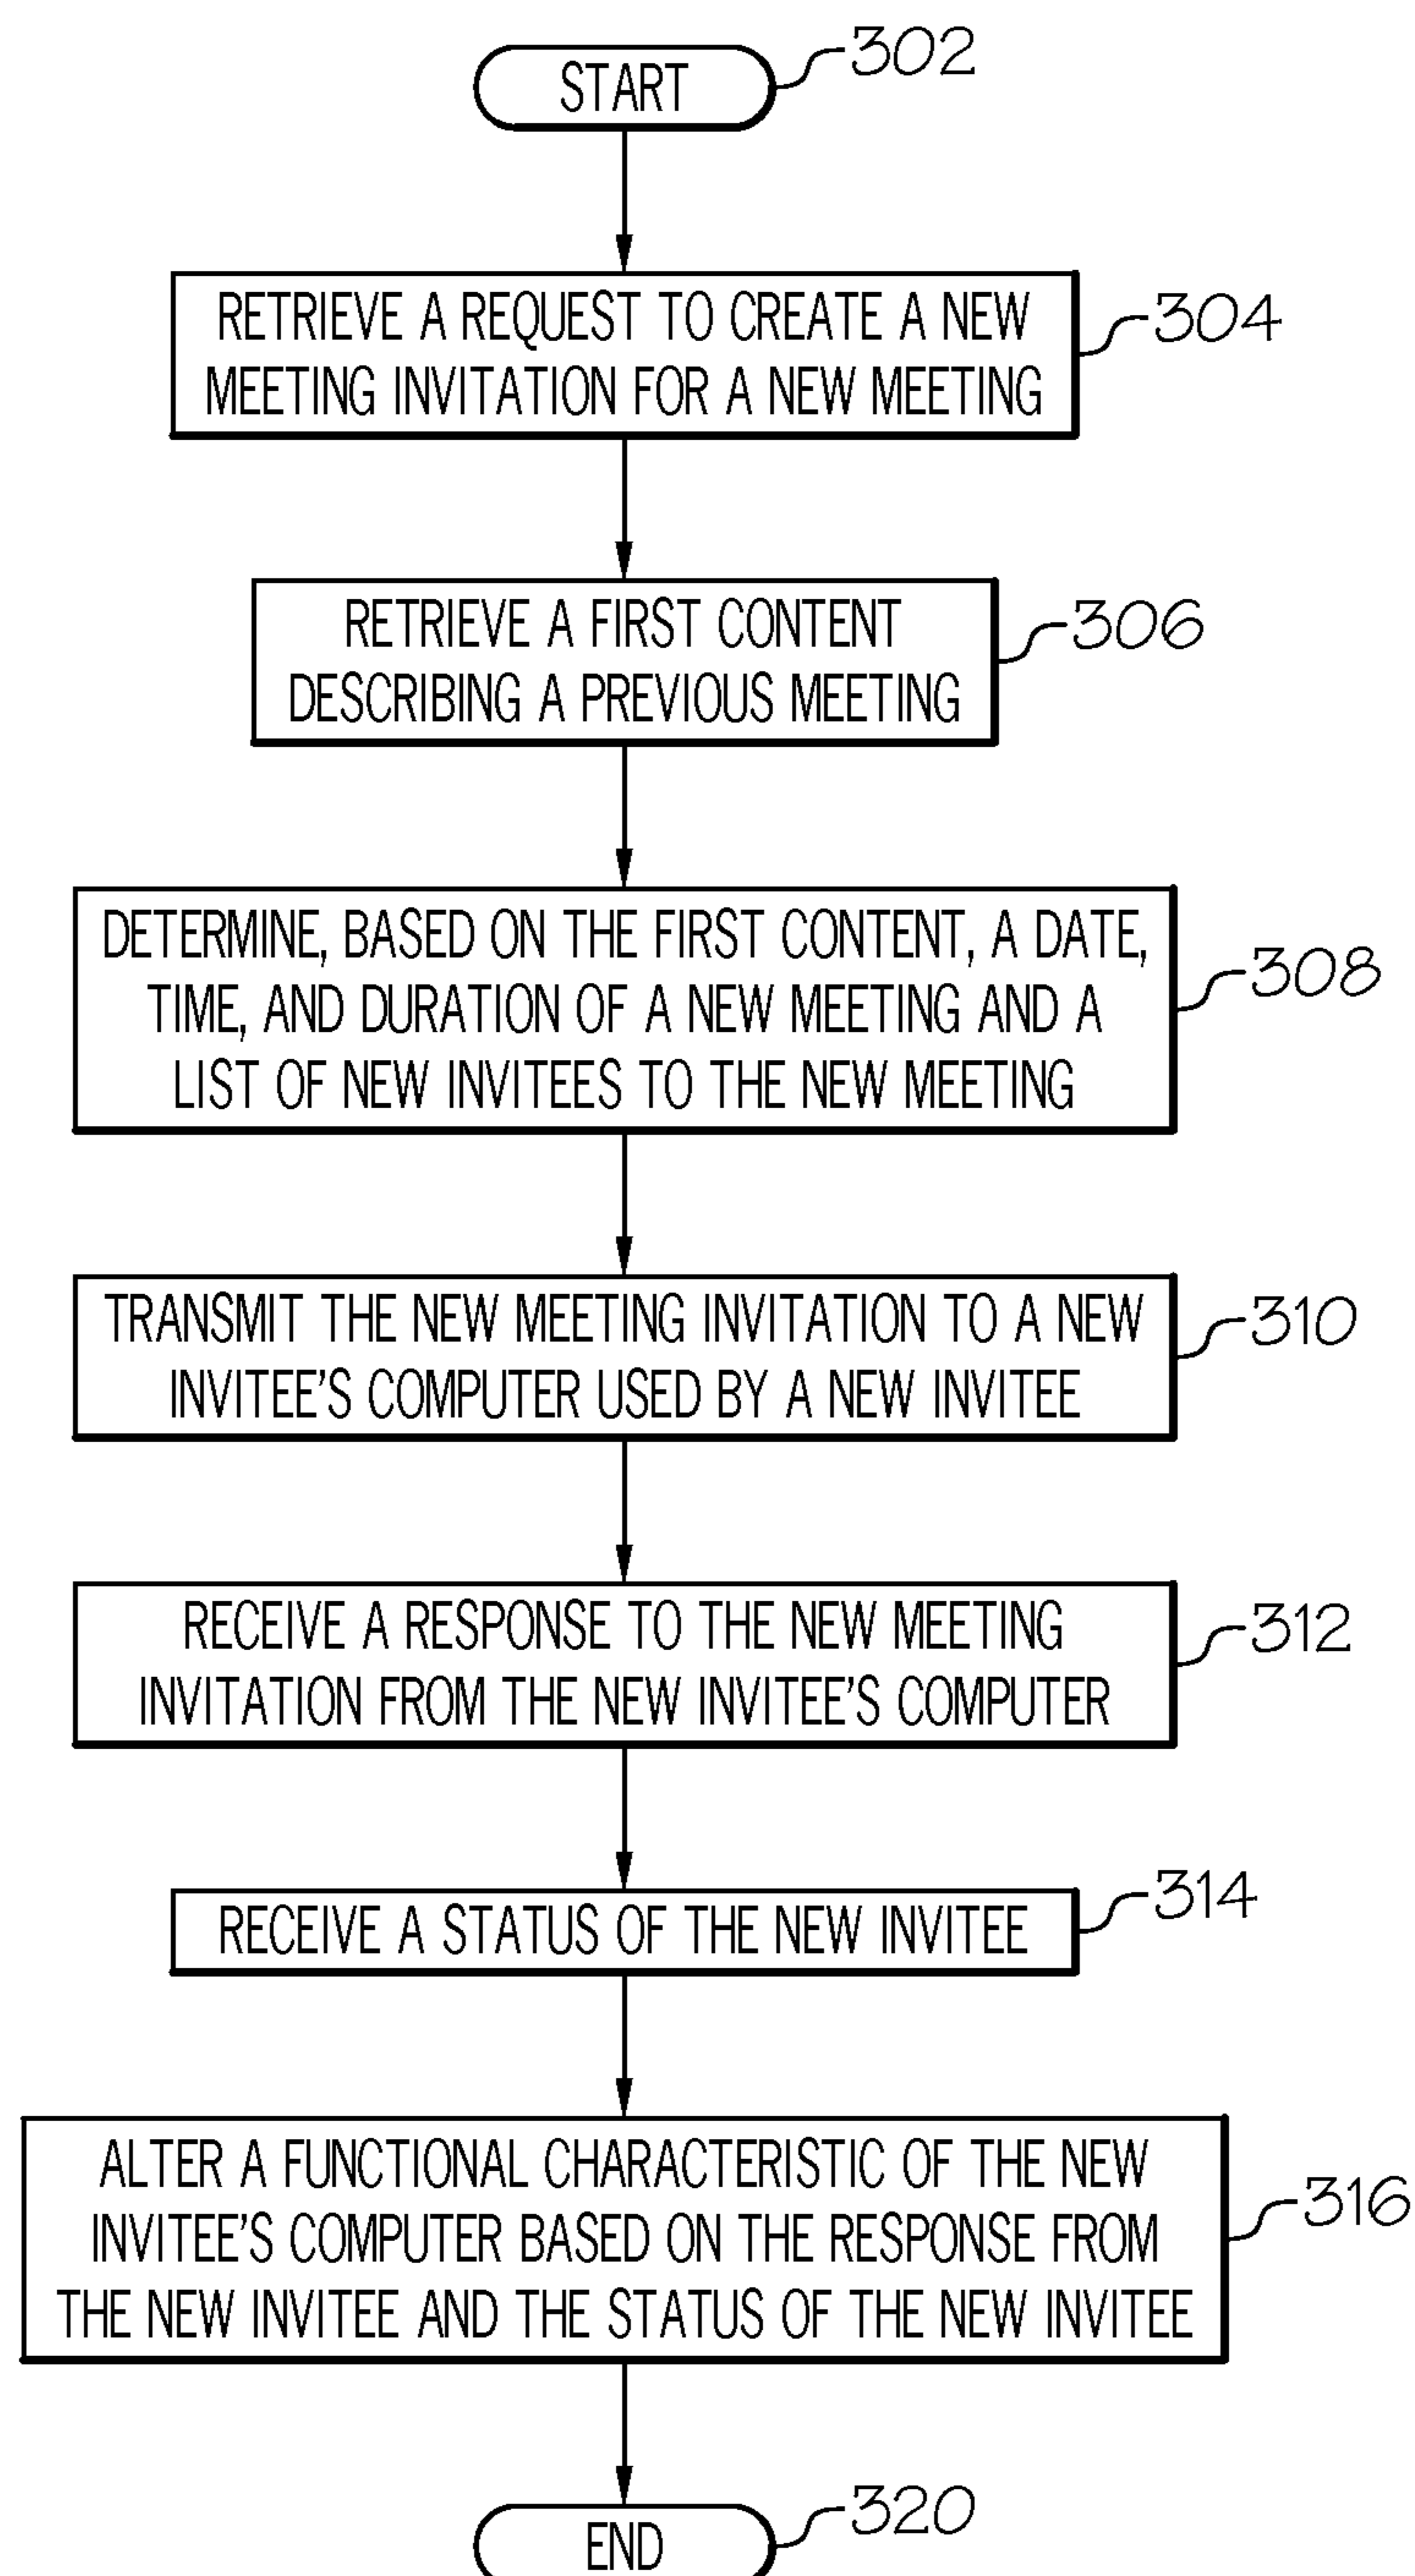 START
302
RETRIEVE A REQUEST TO CREATE A NEW
MEETING INVITATION FOR A NEW MEETING
304
RETRIEVE A FIRST CONTENT
DESCRIBING A PREVIOUS MEETING
306
DETERMINE, BASED ON THE FIRST CONTENT, A DATE,
TIME, AND DURATION OF A NEW MEETING AND A
LIST OF NEW INVITEES TO THE NEW MEETING
308
TRANSMIT THE NEW MEETING INVITATION TO A NEW
INVITEE'S COMPUTER USED BY A NEW INVITEE
310
RECEIVE A RESPONSE TO THE NEW MEETING
INVITATION FROM THE NEW INVITEE'S COMPUTER
312
RECEIVE A STATUS OF THE NEW INVITEE
314
ALTER A FUNCTIONAL CHARACTERISTIC OF THE NEW
INVITEE'S COMPUTER BASED ON THE RESPONSE FROM
THE NEW INVITEE AND THE STATUS OF THE NEW INVITEE
316
END
320